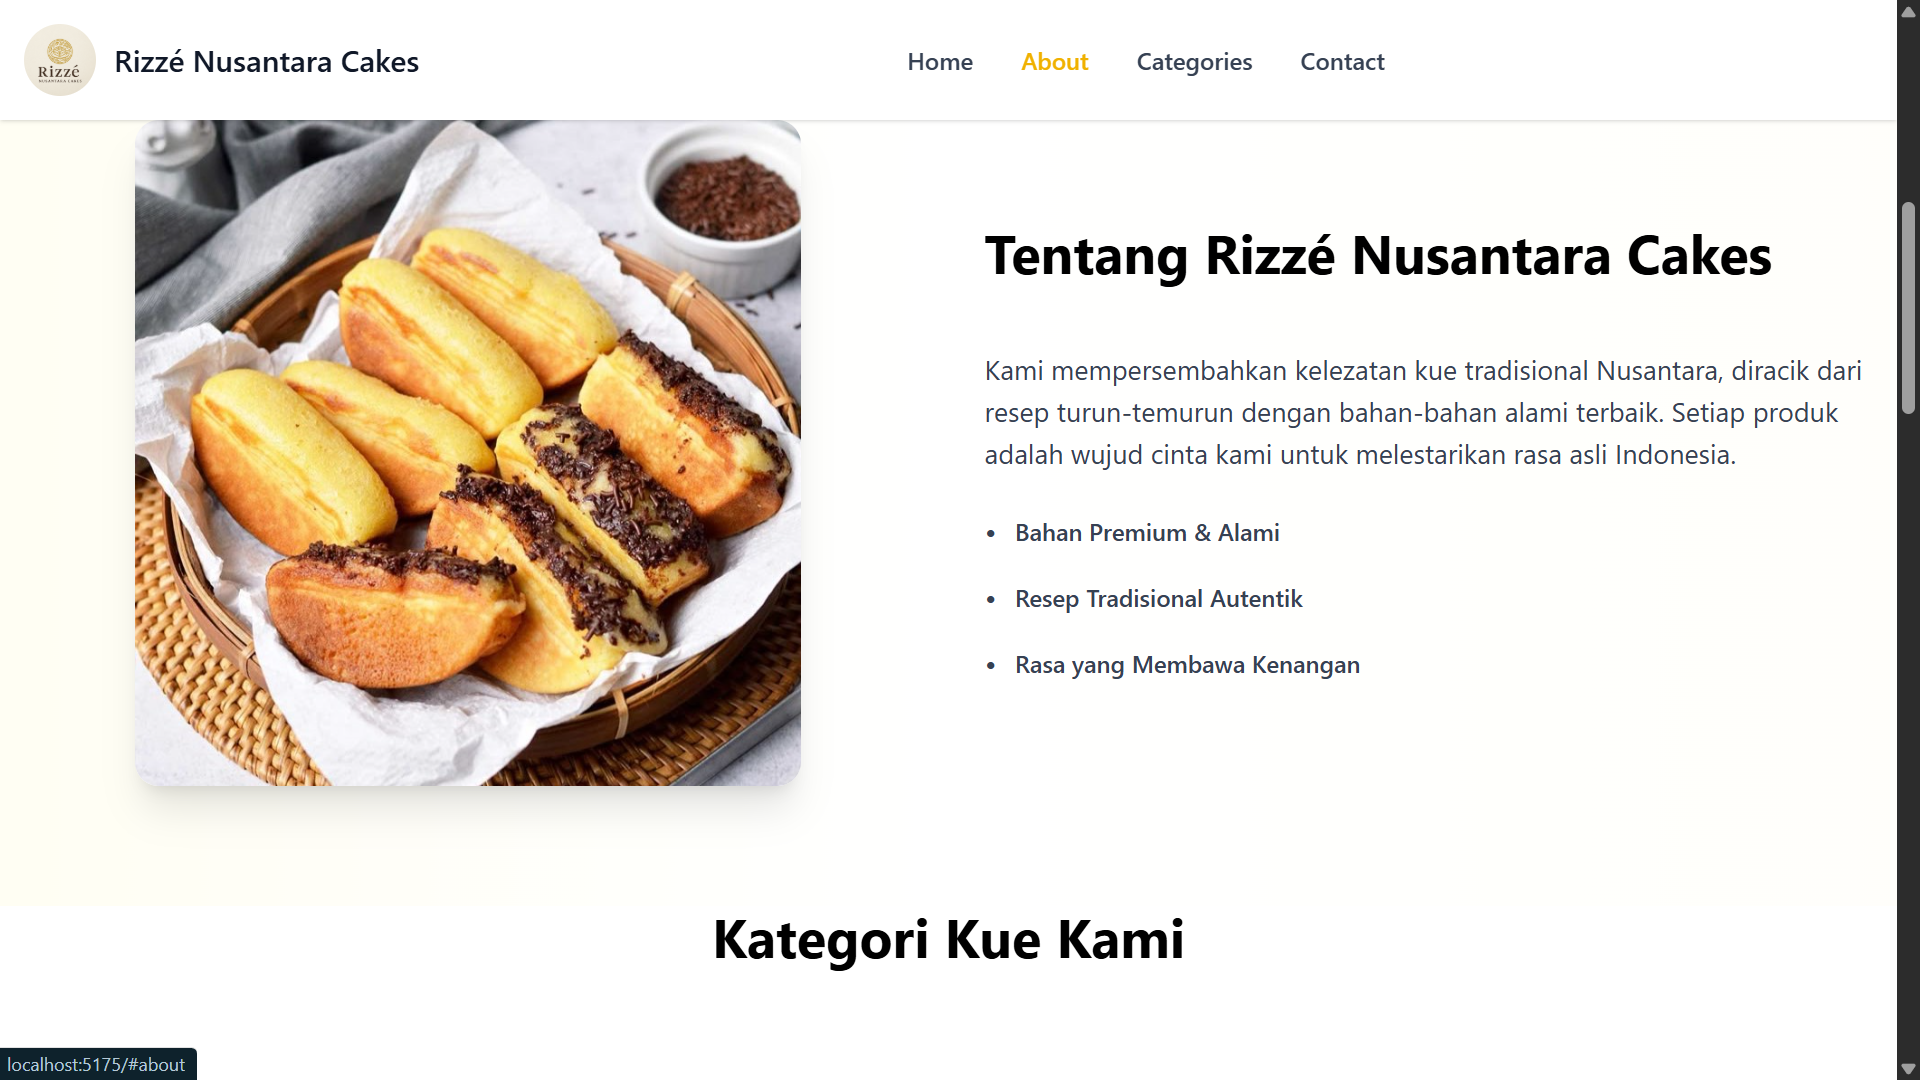 Rizzé
NUSANTARA CAKES
Rizzé Nusantara Cakes
Home
About
Categories
Contact
Tentang Rizzé Nusantara Cakes
Kami mempersembahkan kelezatan kue tradisional Nusantara, diracik dari
resep turun-temurun dengan bahan-bahan alami terbaik. Setiap produk
adalah wujud cinta kami untuk melestarikan rasa asli Indonesia.
• Bahan Premium & Alami
• Resep Tradisional Autentik
• Rasa yang Membawa Kenangan
Kategori Kue Kami
localhost:5175/#about